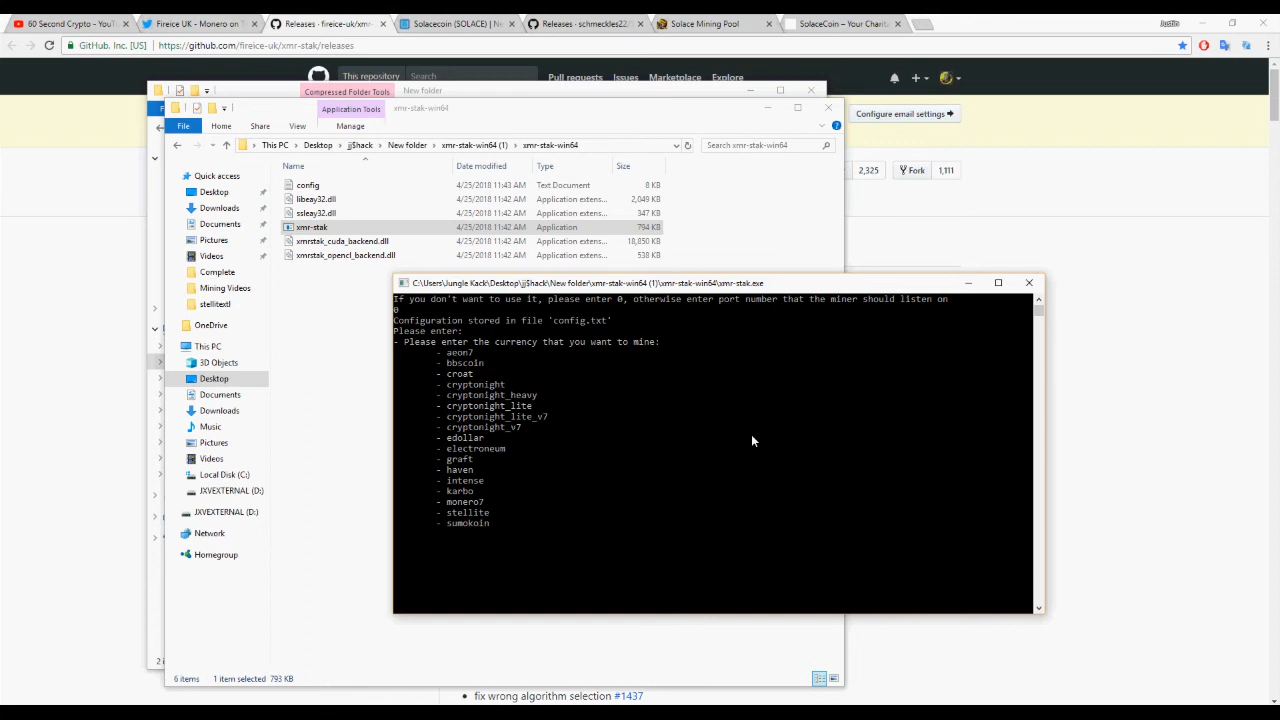 60 Second Crypto - Yo
Fireice UK - Monero on T
Releases · fireice-uk/xmr-
Solacecoin (SOLACE) | Ne
Releases · schmeckles22/
Solace Mining Pool
SolaceCoin – Your Charit
Justin
GitHub, Inc. [US]
https://github.com/fireice-uk/xmr-stak/releases
This repository
Search
Pull requests
Issues
Marketplace
Explore
Compressed Folder Tools
New folder
Application Tools
xmr-stak-win64
Configure email settings
File
Home
Share
View
Manage
This PC
Desktop
jj$hack
New folder
xmr-stak-win64 (1)
xmr-stak-win64
Search xmr-stak-win64
2,325
Fork
1,111
Name
Date modified
Type
Size
Quick access
Desktop
Downloads
Documents
Pictures
Videos
Complete
Mining Videos
stellitextl
OneDrive
This PC
3D Objects
Desktop
Documents
Downloads
Music
Pictures
Videos
Local Disk (C:)
JXVEXTERNAL (D:)
JXVEXTERNAL (D:)
Network
Homegroup
config 4/25/2018 11:43 AM Text Document 8 KB
libeay32.dll 4/25/2018 11:42 AM Application extens... 2,049 KB
ssleay32.dll 4/25/2018 11:42 AM Application extens... 347 KB
xmr-stak 4/25/2018 11:42 AM Application 794 KB
xmrstak_cuda_backend.dll 4/25/2018 11:42 AM Application extens... 18,850 KB
xmrstak_opencl_backend.dll 4/25/2018 11:42 AM Application extens... 538 KB
C:\Users\Jungle Kack\Desktop\jj$hack\New folder\xmr-stak-win64 (1)\xmr-stak-win64\xmr-stak.exe
If you don't want to use it, please enter 0, otherwise enter port number that the miner should listen on
0
Configuration stored in file 'config.txt'
Please enter:
- Please enter the currency that you want to mine:
- aeon7
- bbscoin
- croat
- cryptonight
- cryptonight_heavy
- cryptonight_lite
- cryptonight_lite_v7
- cryptonight_v7
- edollar
- electroneum
- graft
- haven
- intense
- karbo
- monero7
- stellite
- sumokoin
6 items
1 item selected 793 KB
fix wrong algorithm selection #1437